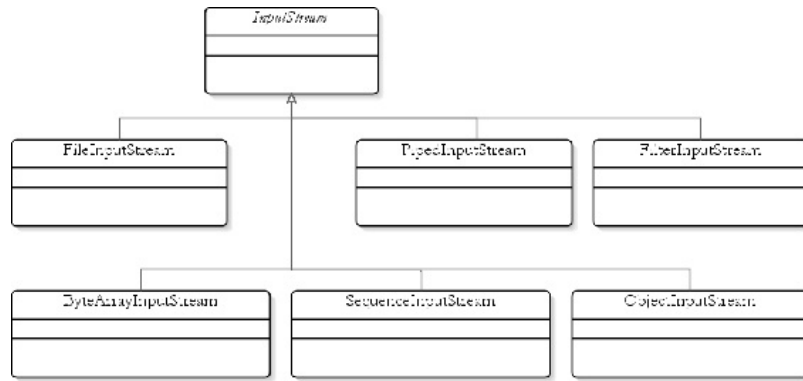 InputStream
FileInputStream
PipedInputStream
FilterInputStream
ByteArrayInputStream
SequenceInputStream
ObjectInputStream